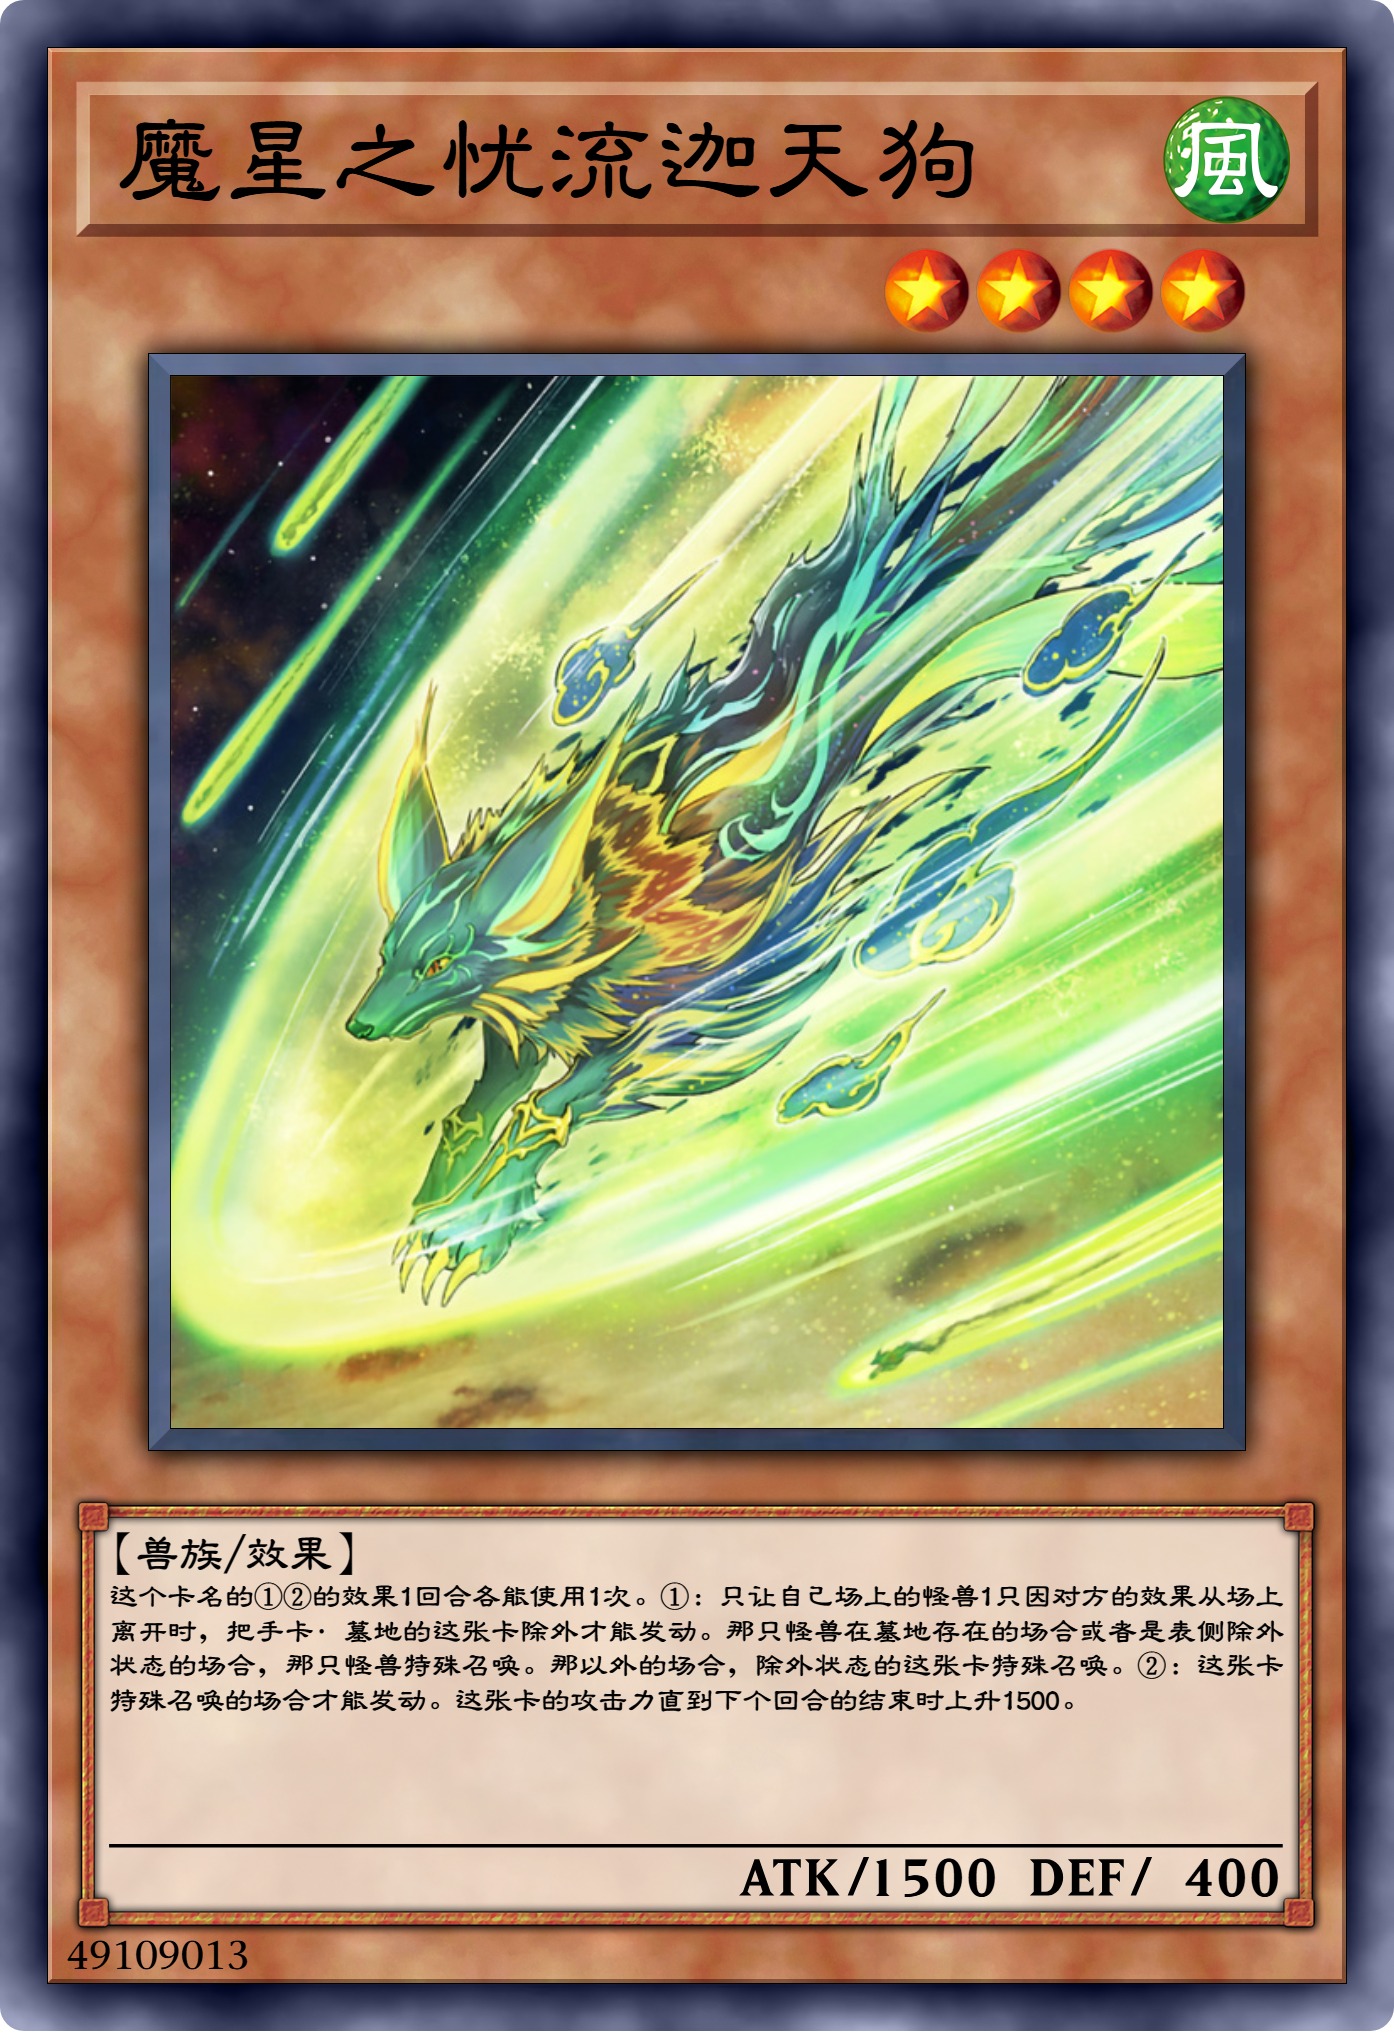 魔星之忧流迦天狗
風
【兽族/效果】
这个卡名的①②的效果1回合各能使用1次。①：只让自己场上的怪兽1只因对方的效果从场上
离开时，把手卡·墓地的这张卡除外才能发动。那只怪兽在墓地存在的场合或者是表侧除外
状态的场合，那只怪兽特殊召唤。那以外的场合，除外状态的这张卡特殊召唤。②：这张卡
特殊召唤的场合才能发动。这张卡的攻击力直到下个回合的结束时上升1500。
ATK/1500 DEF/ 400
49109013